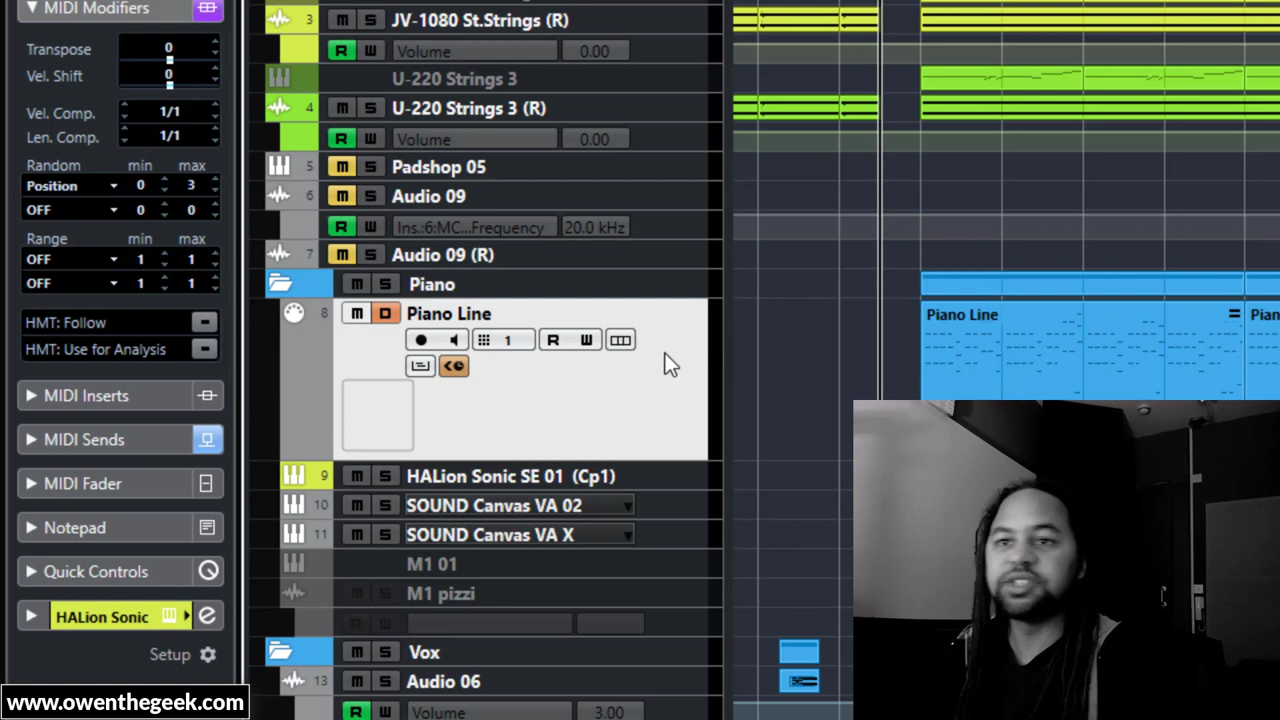 MIDI Modifiers
Transpose 0
Vel. Shift 0
Vel. Comp. 1/1
Len. Comp. 1/1
Random min max
Position 0 3
OFF 0 0
Range min max
OFF 1 1
OFF 1 1
HMT: Follow
HMT: Use for Analysis
MIDI Inserts
MIDI Sends
MIDI Fader
Notepad
Quick Controls
HALion Sonic
Setup
www.owenthegeek.com
3 m S JV-1080 St.Strings (R)
R W Volume 0.00
U-220 Strings 3
4 m S U-220 Strings 3 (R)
R W Volume 0.00
5 m S Padshop 05
6 m S Audio 09
R W Ins.:6:MC...Frequency 20.0 kHz
7 m S Audio 09 (R)
m S Piano
8 m D Piano Line
1 R W
9 m S HALion Sonic SE 01 (Cp1)
10 m S SOUND Canvas VA 02
11 m S SOUND Canvas VA X
M1 01
m S M1 pizzi
R W
m S Vox
13 m S Audio 06
R W Volume 3.00
Piano Line
Pian